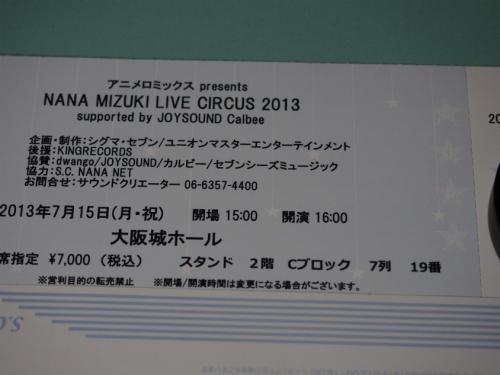 アニメロミックス presents
NANA MIZUKI LIVE CIRCUS 2013
supported by JOYSOUND Calbee
企画・制作：シグマ・セブン/ユニオンマスターエンターテインメント
後援：KINGRECORDS
協賛：dwango/JOYSOUND/カルビー/セブンシーズミュージック
協力：S.C. NANA NET
お問合せ：サウンドクリエーター 06-6357-4400
2013年7月15日(月・祝) 開場 15:00 開演 16:00
大阪城ホール
席指定 ¥7,000 (税込) スタンド 2階 Cブロック 7列 19番
※営利目的の転売禁止 ※開場/開演時間は変更になる場合がございます。
20
O'S